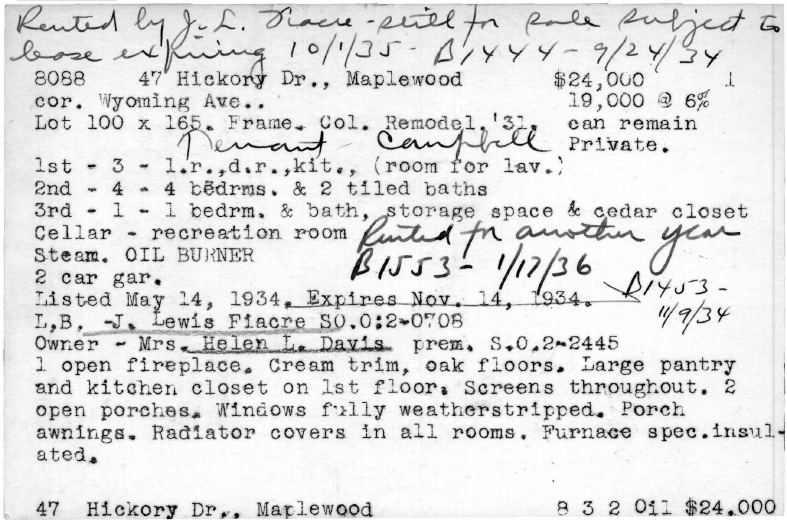 Rented by J. L. Fiacre - still for sale subject to
lease expiring 10/1/35 - B1444 - 9/24/34
8088 47 Hickory Dr., Maplewood $24,000 1
cor. Wyoming Ave.. 19,000 @ 6%
Lot 100 x 165. Frame. Col. Remodel.'31. can remain
Tenant - Campbell Private.
1st - 3 - l.r.,d.r.,kit., (room for lav.)
2nd - 4 - 4 bedrms. & 2 tiled baths
3rd - 1 - 1 bedrm. & bath, storage space & cedar closet
Cellar - recreation room Rented for another year
Steam. OIL BURNER B1553 - 1/17/36
2 car gar.
Listed May 14, 1934. Expires Nov. 14, 1934. B1453 -
11/9/34
L.B. -J. Lewis Fiacre SO.O:2-0708
Owner - Mrs. Helen L. Davis prem. S.O.2-2445
1 open fireplace. Cream trim, oak floors. Large pantry
and kitchen closet on 1st floor. Screens throughout. 2
open porches. Windows fully weatherstripped. Porch
awnings. Radiator covers in all rooms. Furnace spec.insul-
ated.
47 Hickory Dr., Maplewood 8 3 2 Oil $24.000